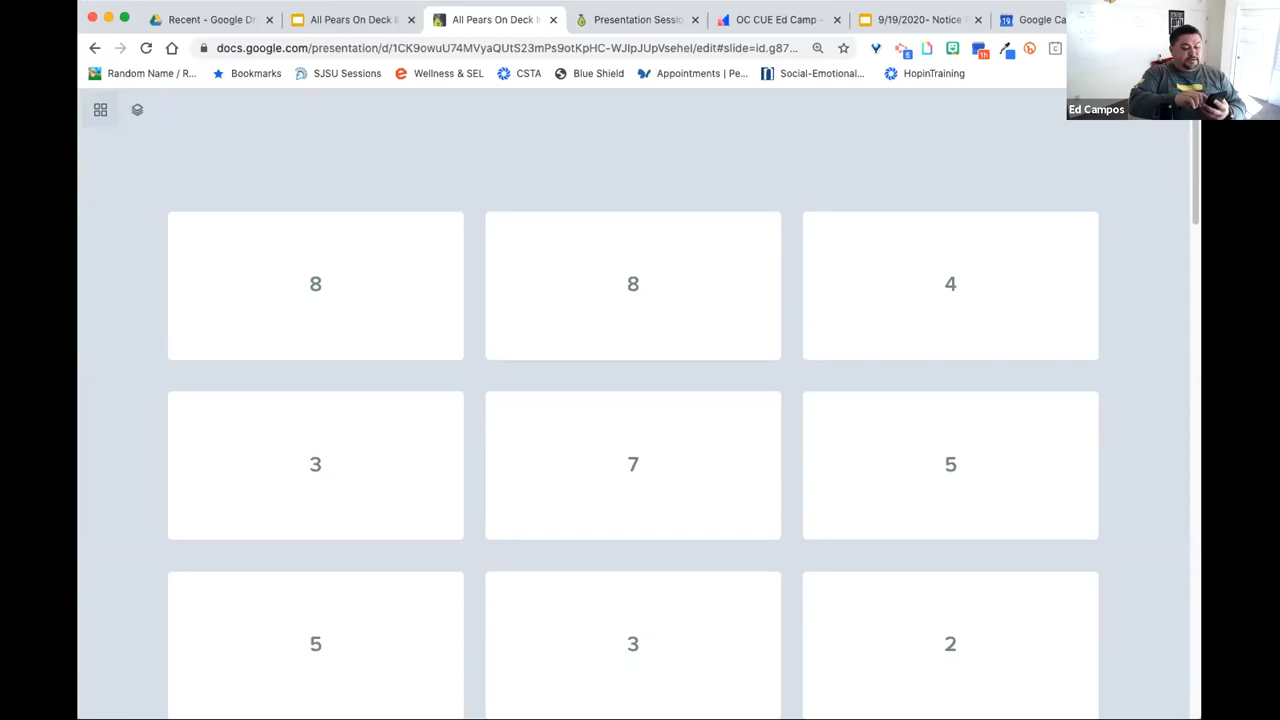 Recent - Google Dr
All Pears On Deck I
All Pears On Deck I
Presentation Sessio
OC CUE Ed Camp -
9/19/2020- Notice
Google Ca
docs.google.com/presentation/d/1CK9owuU74MVyaQUtS23mPs9otKpHC-WJIpJUpVsehel/edit#slide=id.g87...
Random Name / R...
Bookmarks
SJSU Sessions
Wellness & SEL
CSTA
Blue Shield
Appointments | Pe...
Social-Emotional...
HopinTraining
Ed Campos
8 8 4
3 7 5
5 3 2